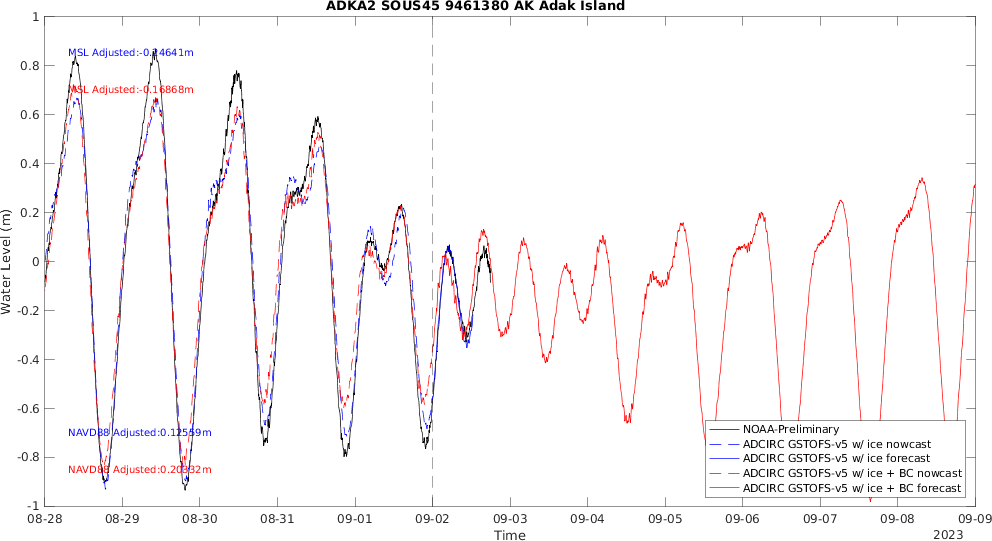 ADKA2 SOUS45 9461380 AK Adak Island
1
0.8
0.6
0.4
0.2
0
-0.2
-0.4
-0.6
-0.8
-1
Water Level (m)
MSL Adjusted:-0.14641m
MSL Adjusted:-0.16868m
NAVD88 Adjusted:0.12559m
NAVD88 Adjusted:0.20332m
NOAA-Preliminary
ADCIRC GSTOFS-v5 w/ ice nowcast
ADCIRC GSTOFS-v5 w/ ice forecast
ADCIRC GSTOFS-v5 w/ ice + BC nowcast
ADCIRC GSTOFS-v5 w/ ice + BC forecast
08-28 08-29 08-30 08-31 09-01 09-02 09-03 09-04 09-05 09-06 09-07 09-08 09-09
Time
2023